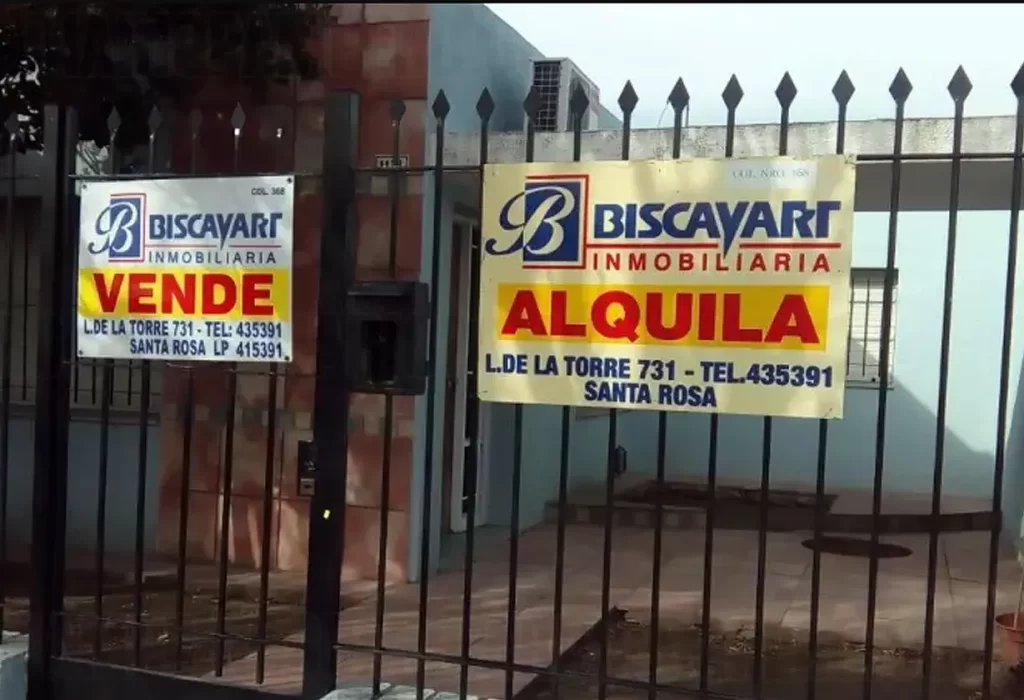 COL. 368
B BISCAYART
INMOBILIARIA
VENDE
L.DE LA TORRE 731 - TEL: 435391
SANTA ROSA LP 415391
COL. NRO. 368
B BISCAYART
INMOBILIARIA
ALQUILA
L.DE LA TORRE 731 - TEL.435391
SANTA ROSA